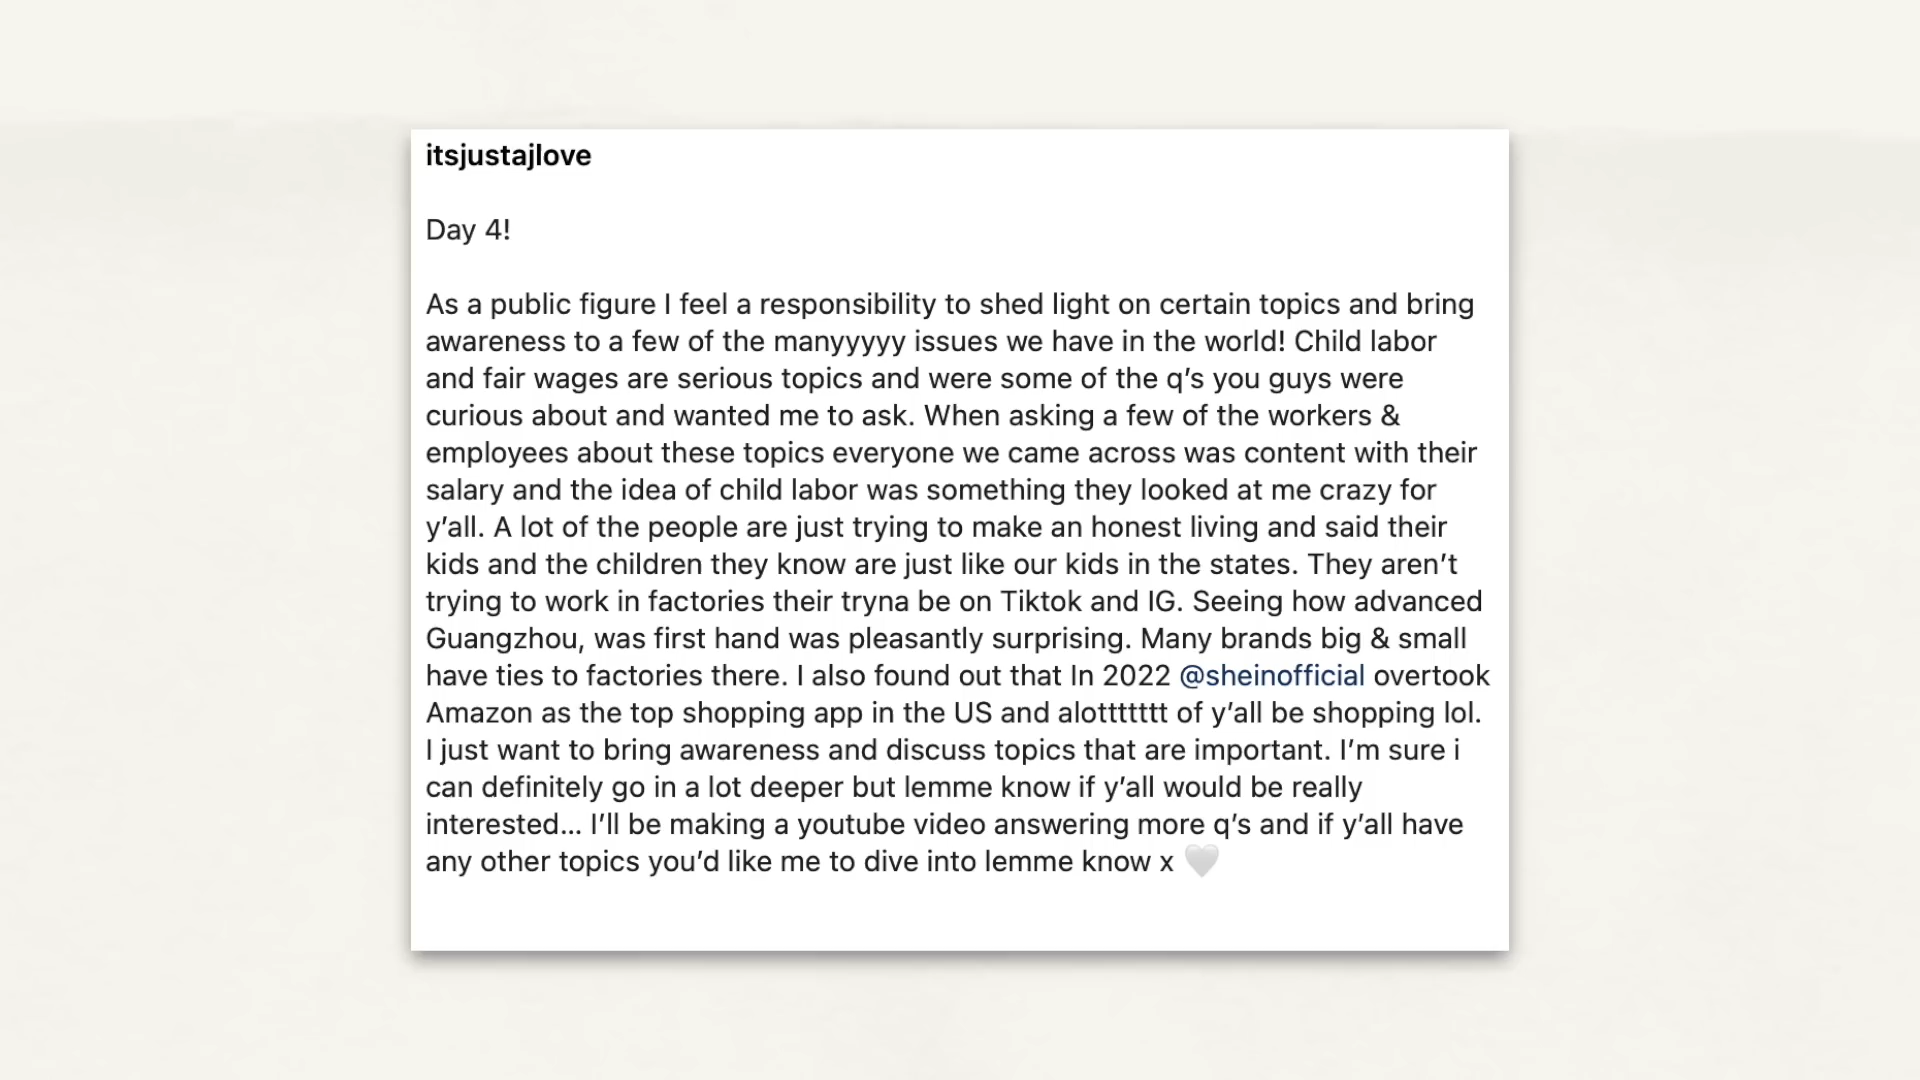 itsjustajlove
Day 4!
As a public figure I feel a responsibility to shed light on certain topics and bring
awareness to a few of the manyyyyy issues we have in the world! Child labor
and fair wages are serious topics and were some of the q’s you guys were
curious about and wanted me to ask. When asking a few of the workers &
employees about these topics everyone we came across was content with their
salary and the idea of child labor was something they looked at me crazy for
y’all. A lot of the people are just trying to make an honest living and said their
kids and the children they know are just like our kids in the states. They aren’t
trying to work in factories their tryna be on Tiktok and IG. Seeing how advanced
Guangzhou, was first hand was pleasantly surprising. Many brands big & small
have ties to factories there. I also found out that In 2022 @sheinofficial overtook
Amazon as the top shopping app in the US and alottttttt of y’all be shopping lol.
I just want to bring awareness and discuss topics that are important. I’m sure i
can definitely go in a lot deeper but lemme know if y’all would be really
interested... I’ll be making a youtube video answering more q’s and if y’all have
any other topics you’d like me to dive into lemme know x 🤍